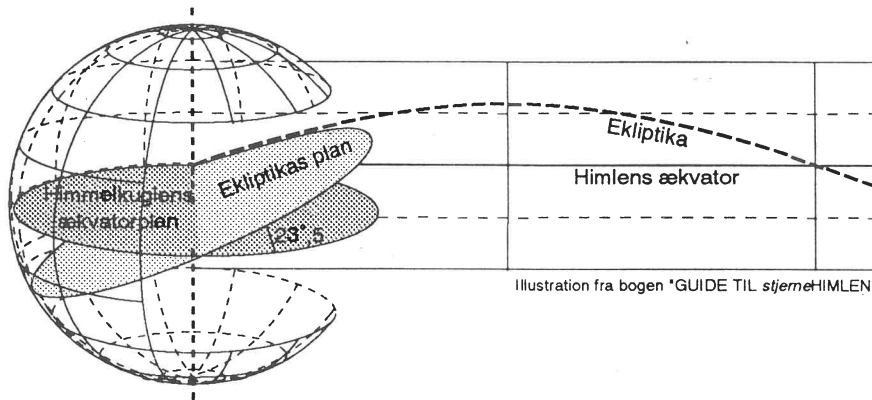 Ekliptika
Ekliptikas plan
Himmelkuglens
ækvatorplan
Himlens ækvator
23°,5
Illustration fra bogen "GUIDE TIL stjerneHIMLEN